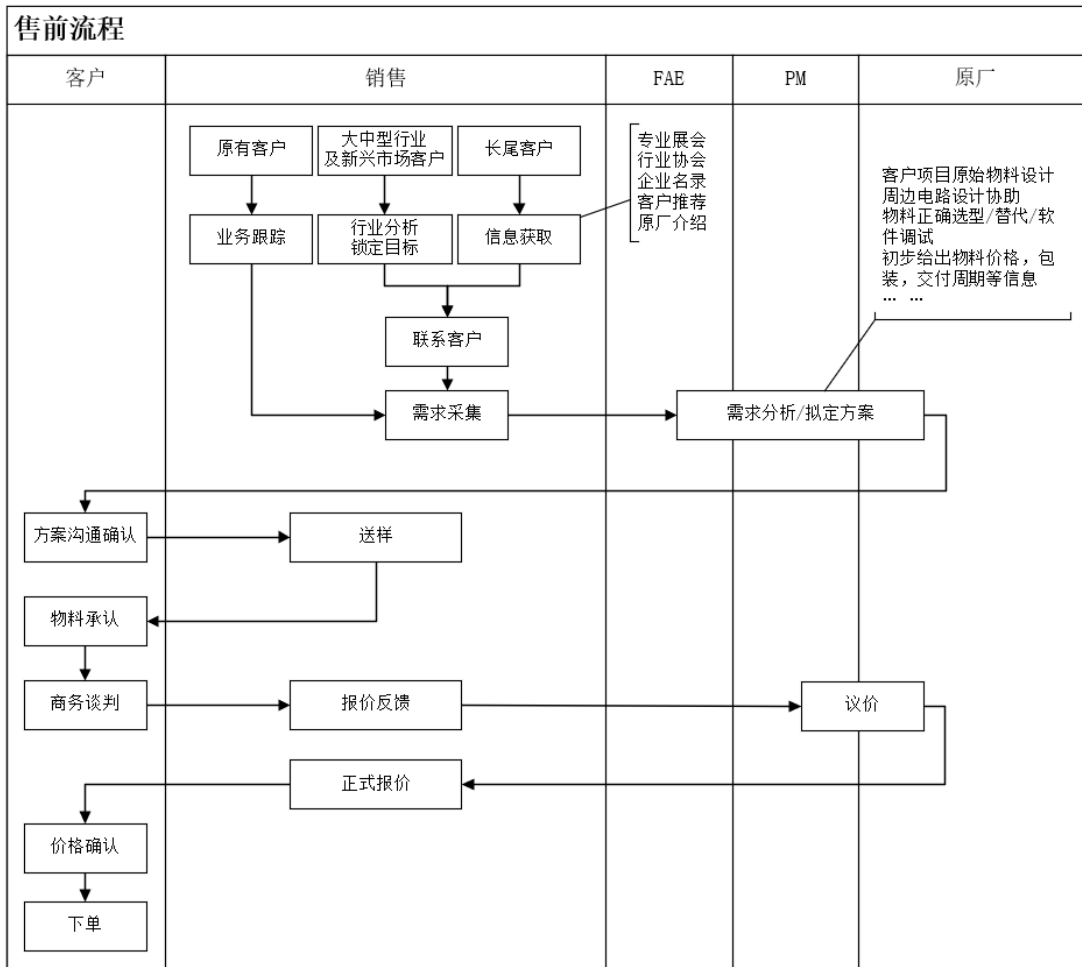 售前流程
客户
销售
FAE
PM
原厂
原有客户
大中型行业
及新兴市场客户
长尾客户
专业展会
行业协会
企业名录
客户推荐
原厂介绍
客户项目原始物料设计
周边电路设计协助
物料正确选型/替代/软
件调试
初步给出物料价格，包
装，交付周期等信息
… …
业务跟踪
行业分析
锁定目标
信息获取
联系客户
需求采集
需求分析/拟定方案
方案沟通确认
送样
物料承认
商务谈判
报价反馈
议价
正式报价
价格确认
下单